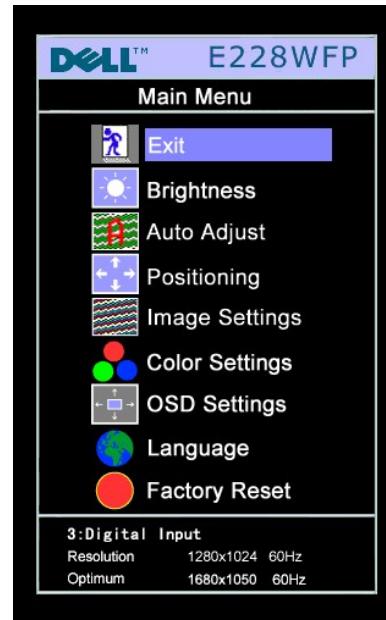 DELL™ E228WFP
Main Menu
Exit
Brightness
Auto Adjust
Positioning
Image Settings
Color Settings
OSD Settings
Language
Factory Reset
3:Digital Input
Resolution 1280x1024 60Hz
Optimum 1680x1050 60Hz